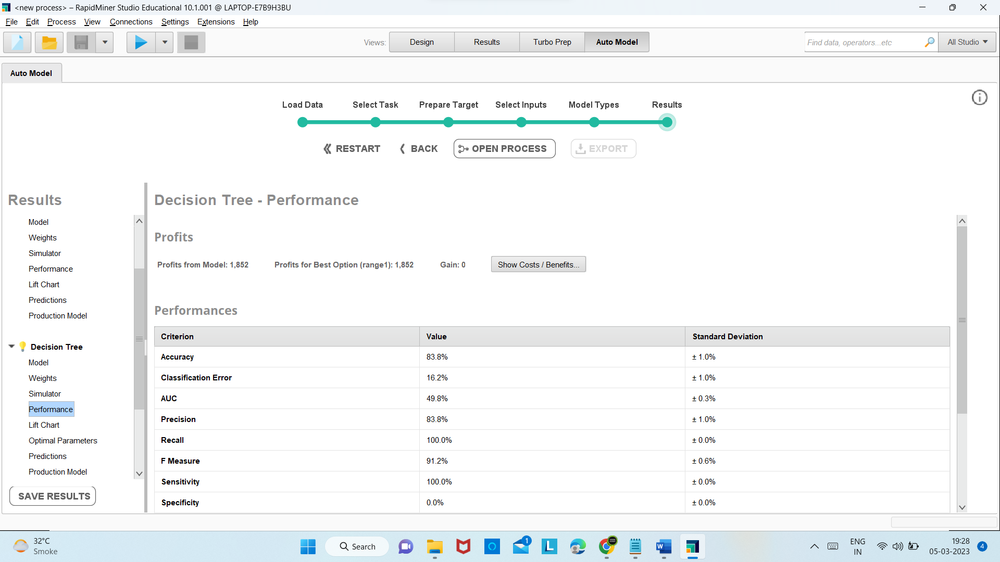 <new process> – RapidMiner Studio Educational 10.1.001 @ LAPTOP-E7B9H3BU
File Edit Process View Connections Settings Extensions Help
Views: Design Results Turbo Prep Auto Model
Find data, operators...etc All Studio
Auto Model
Load Data Select Task Prepare Target Select Inputs Model Types Results
RESTART BACK OPEN PROCESS EXPORT
Results
Model
Weights
Simulator
Performance
Lift Chart
Predictions
Production Model
Decision Tree
Model
Weights
Simulator
Performance
Lift Chart
Optimal Parameters
Predictions
Production Model
SAVE RESULTS
Decision Tree - Performance
Profits
Profits from Model: 1,852 Profits for Best Option (range1): 1,852 Gain: 0 Show Costs / Benefits...
Performances
Criterion Value Standard Deviation
Accuracy 83.8% ± 1.0%
Classification Error 16.2% ± 1.0%
AUC 49.8% ± 0.3%
Precision 83.8% ± 1.0%
Recall 100.0% ± 0.0%
F Measure 91.2% ± 0.6%
Sensitivity 100.0% ± 0.0%
Specificity 0.0% ± 0.0%
32°C
Smoke
Search
1
L
W
ENG
IN
19:28
05-03-2023
4